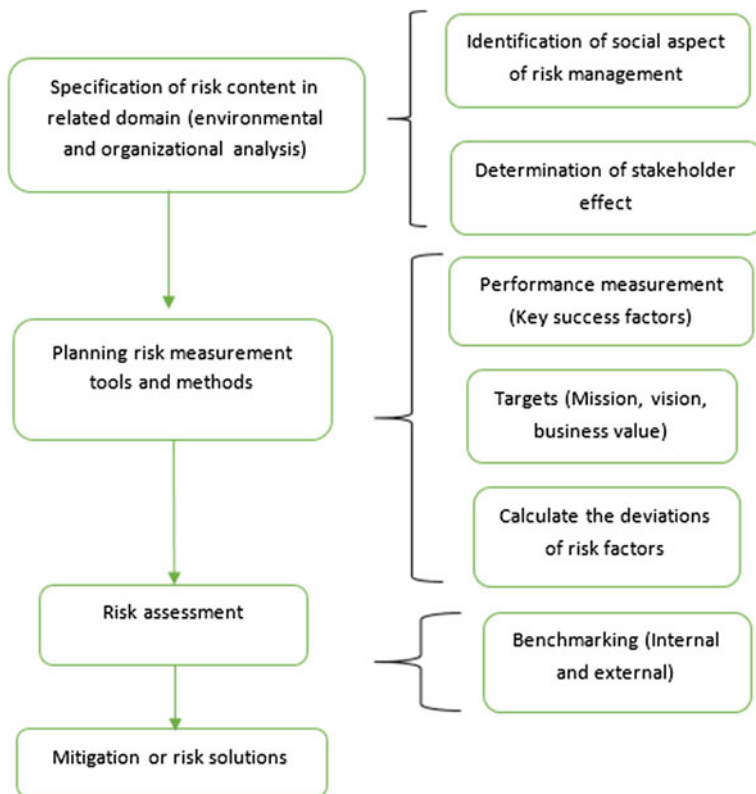 Specification of risk content in
related domain (environmental
and organizational analysis)
Identification of social aspect
of risk management
Determination of stakeholder
effect
Planning risk measurement
tools and methods
Performance measurement
(Key success factors)
Targets (Mission, vision,
business value)
Calculate the deviations
of risk factors
Risk assessment
Benchmarking (Internal
and external)
Mitigation or risk solutions